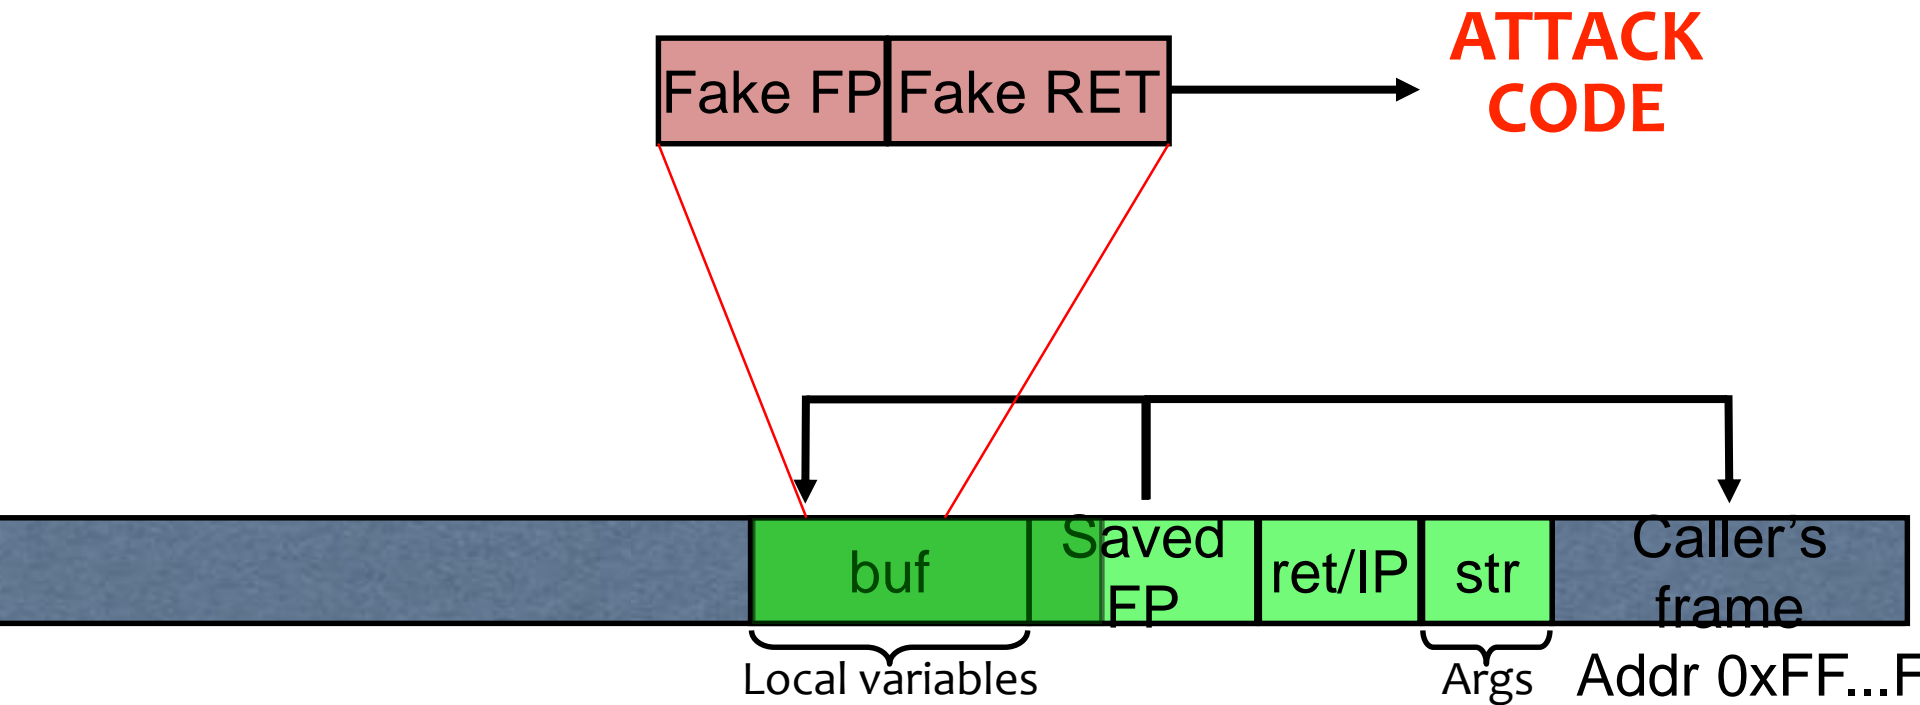 ATTACK
CODE
Fake FP
Fake RET
buf
Saved
FP
ret/IP
str
Caller's
frame
Local variables
Args
Addr 0xFF...F